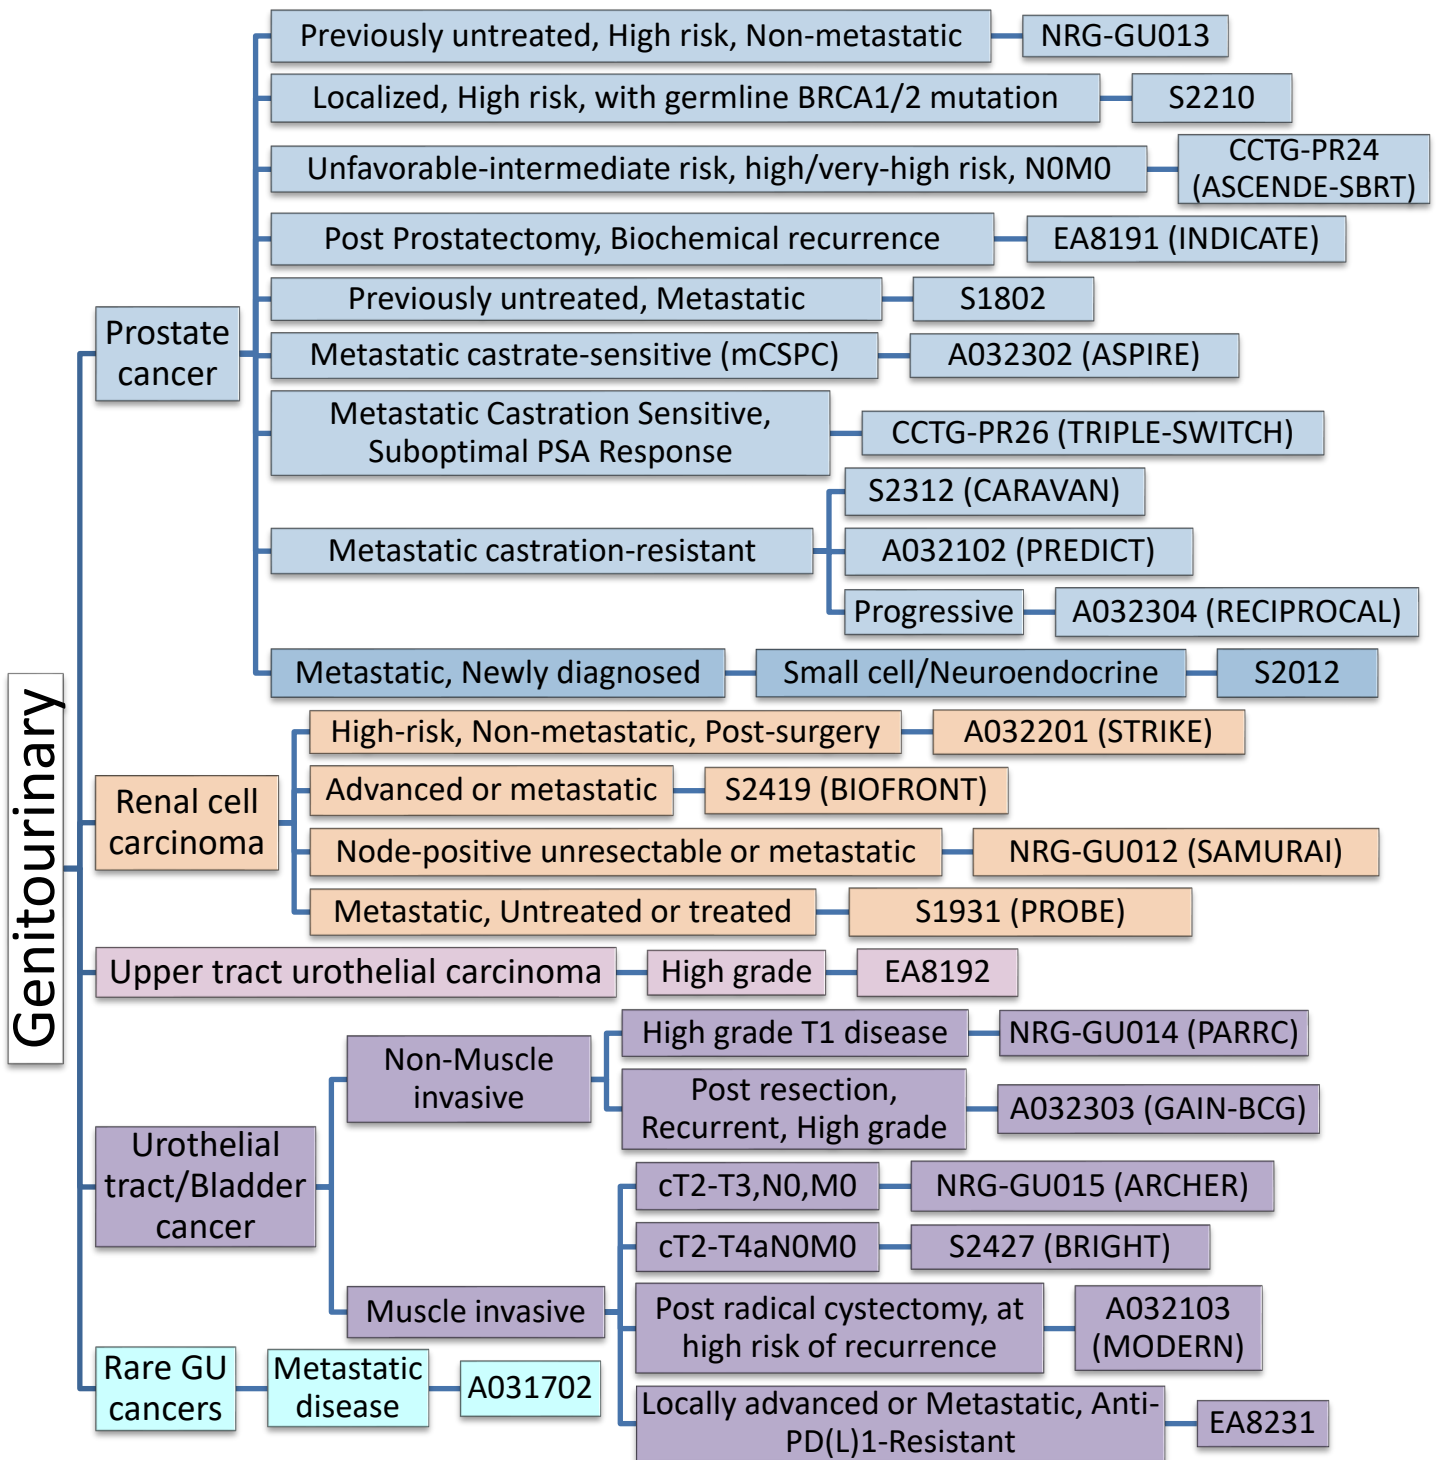 Genitourinary
Prostate
cancer
Previously untreated, High risk, Non-metastatic
NRG-GU013
Localized, High risk, with germline BRCA1/2 mutation
S2210
Unfavorable-intermediate risk, high/very-high risk, N0M0
CCTG-PR24
(ASCENDE-SBRT)
Post Prostatectomy, Biochemical recurrence
EA8191 (INDICATE)
Previously untreated, Metastatic
S1802
Metastatic castrate-sensitive (mCSPC)
A032302 (ASPIRE)
Metastatic Castration Sensitive,
Suboptimal PSA Response
CCTG-PR26 (TRIPLE-SWITCH)
Metastatic castration-resistant
S2312 (CARAVAN)
A032102 (PREDICT)
Progressive
A032304 (RECIPROCAL)
Metastatic, Newly diagnosed
Small cell/Neuroendocrine
S2012
Renal cell
carcinoma
High-risk, Non-metastatic, Post-surgery
A032201 (STRIKE)
Advanced or metastatic
S2419 (BIOFRONT)
Node-positive unresectable or metastatic
NRG-GU012 (SAMURAI)
Metastatic, Untreated or treated
S1931 (PROBE)
Upper tract urothelial carcinoma
High grade
EA8192
Urothelial
tract/Bladder
cancer
Non-Muscle
invasive
High grade T1 disease
NRG-GU014 (PARRC)
Post resection,
Recurrent, High grade
A032303 (GAIN-BCG)
Muscle invasive
cT2-T3,N0,M0
NRG-GU015 (ARCHER)
cT2-T4aN0M0
S2427 (BRIGHT)
Post radical cystectomy, at
high risk of recurrence
A032103
(MODERN)
Locally advanced or Metastatic, Anti-
PD(L)1-Resistant
EA8231
Rare GU
cancers
Metastatic
disease
A031702